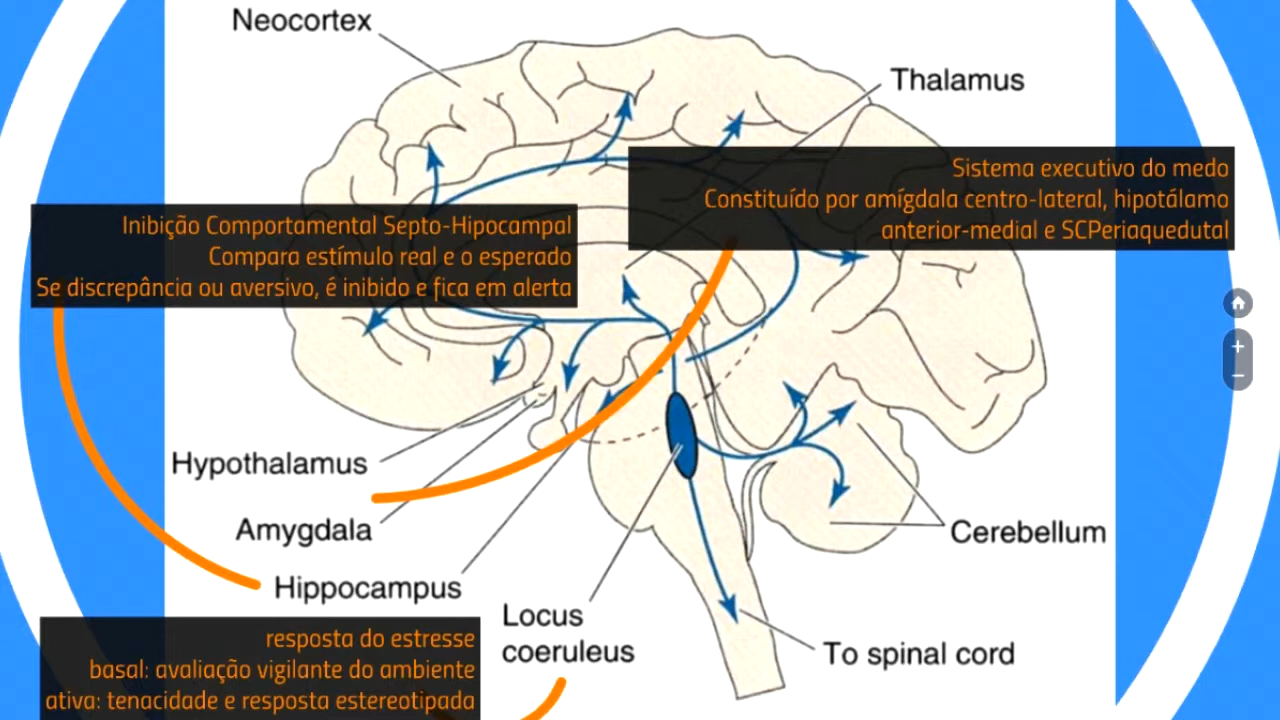 Neocortex
Thalamus
Sistema executivo do medo
Constituído por amígdala centro-lateral, hipotálamo
anterior-medial e SCPeriaquedutal
Inibição Comportamental Septo-Hipocampal
Compara estímulo real e o esperado
Se discrepância ou aversivo, é inibido e fica em alerta
Hypothalamus
Amygdala
Hippocampus
Locus
coeruleus
Cerebellum
To spinal cord
resposta do estresse
basal: avaliação vigilante do ambiente
ativa: tenacidade e resposta estereotipada